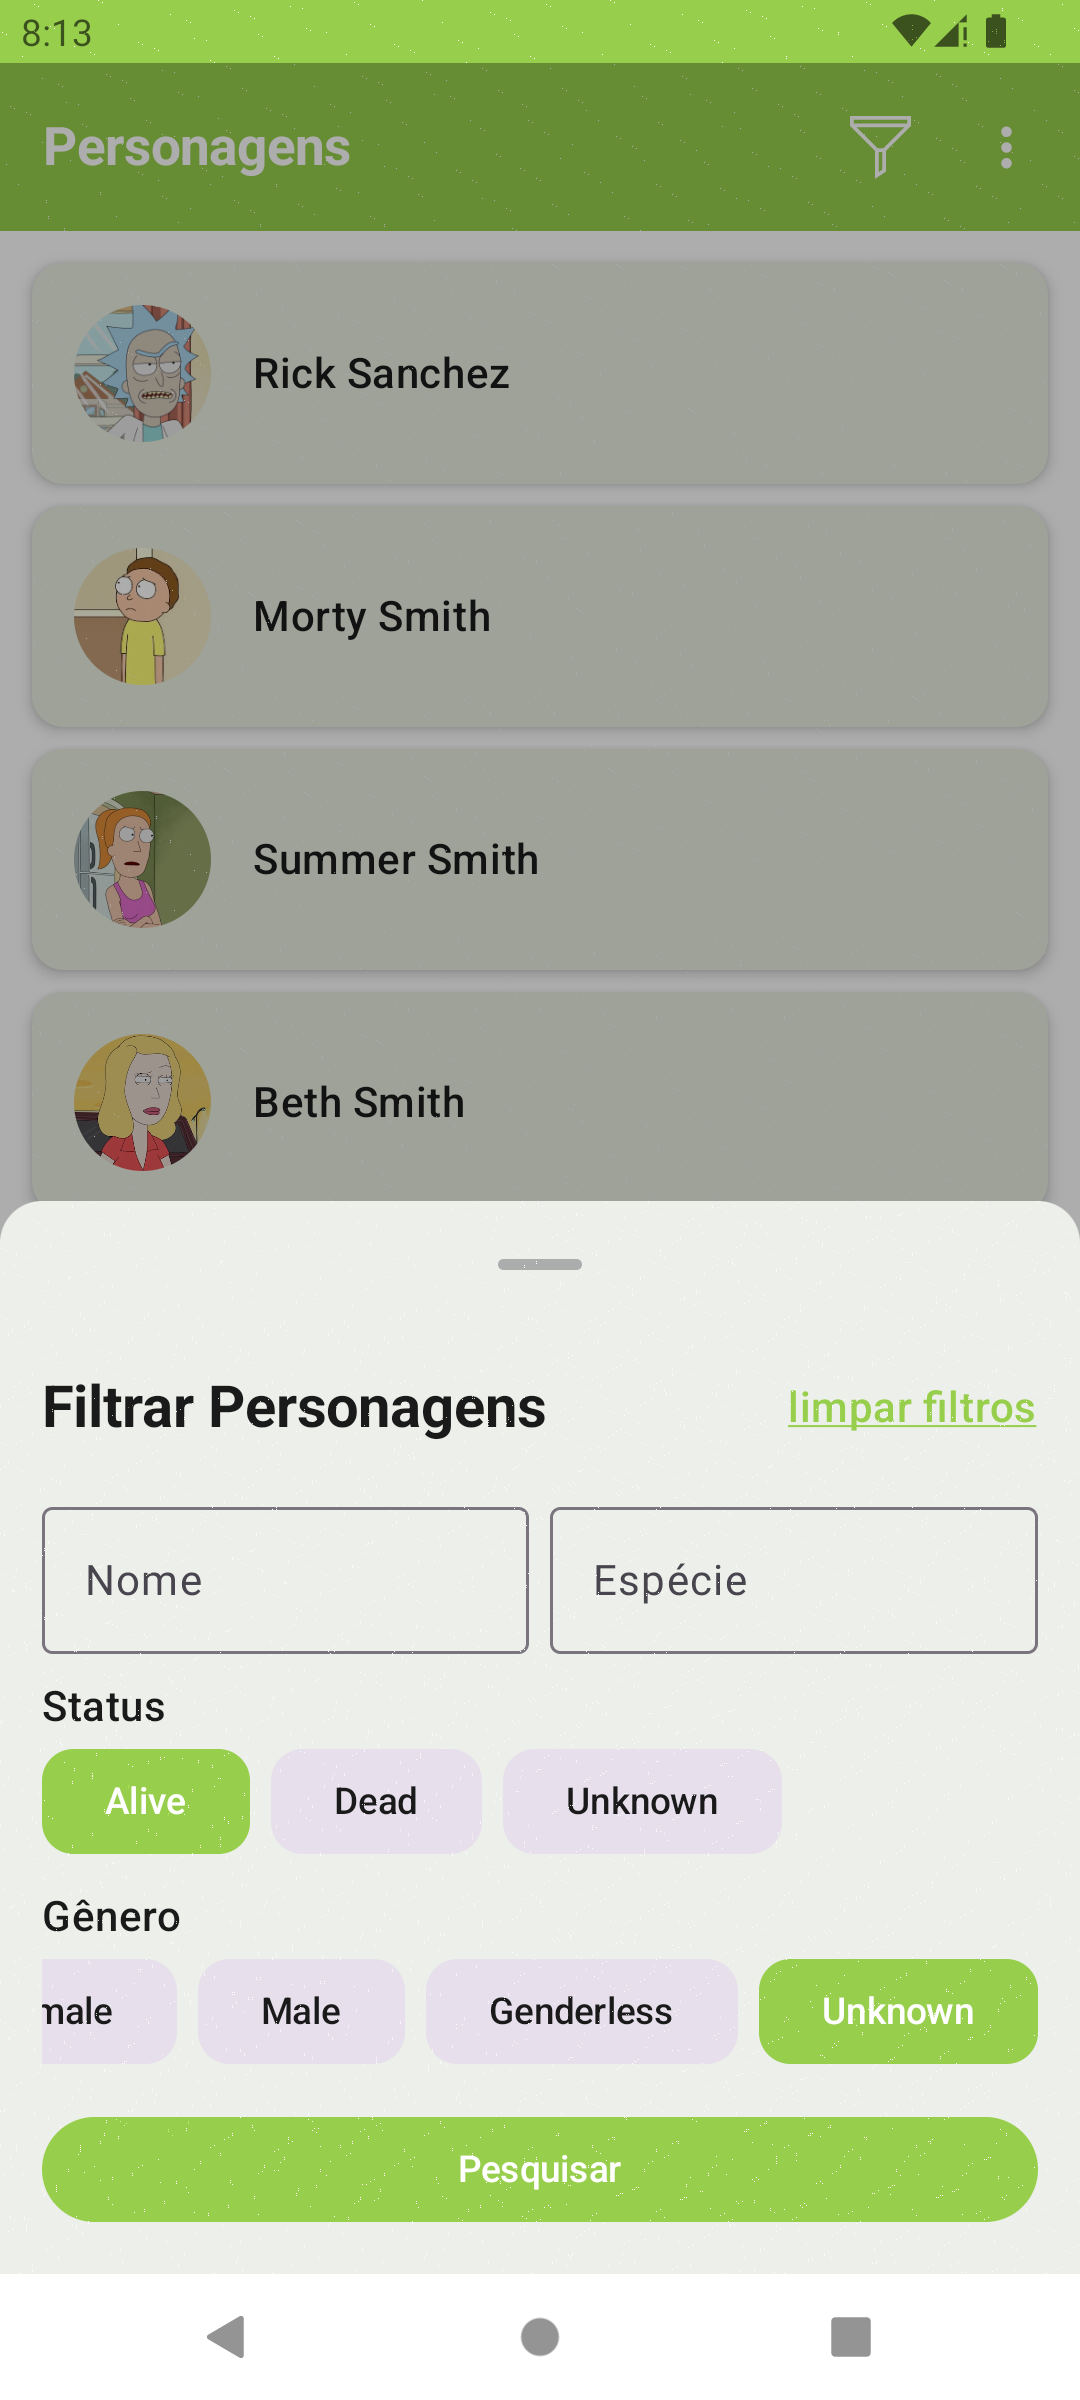 8:13
Personagens
Rick Sanchez
Morty Smith
Summer Smith
Beth Smith
Filtrar Personagens
limpar filtros
Nome
Espécie
Status
Alive
Dead
Unknown
Gênero
male
Male
Genderless
Unknown
Pesquisar